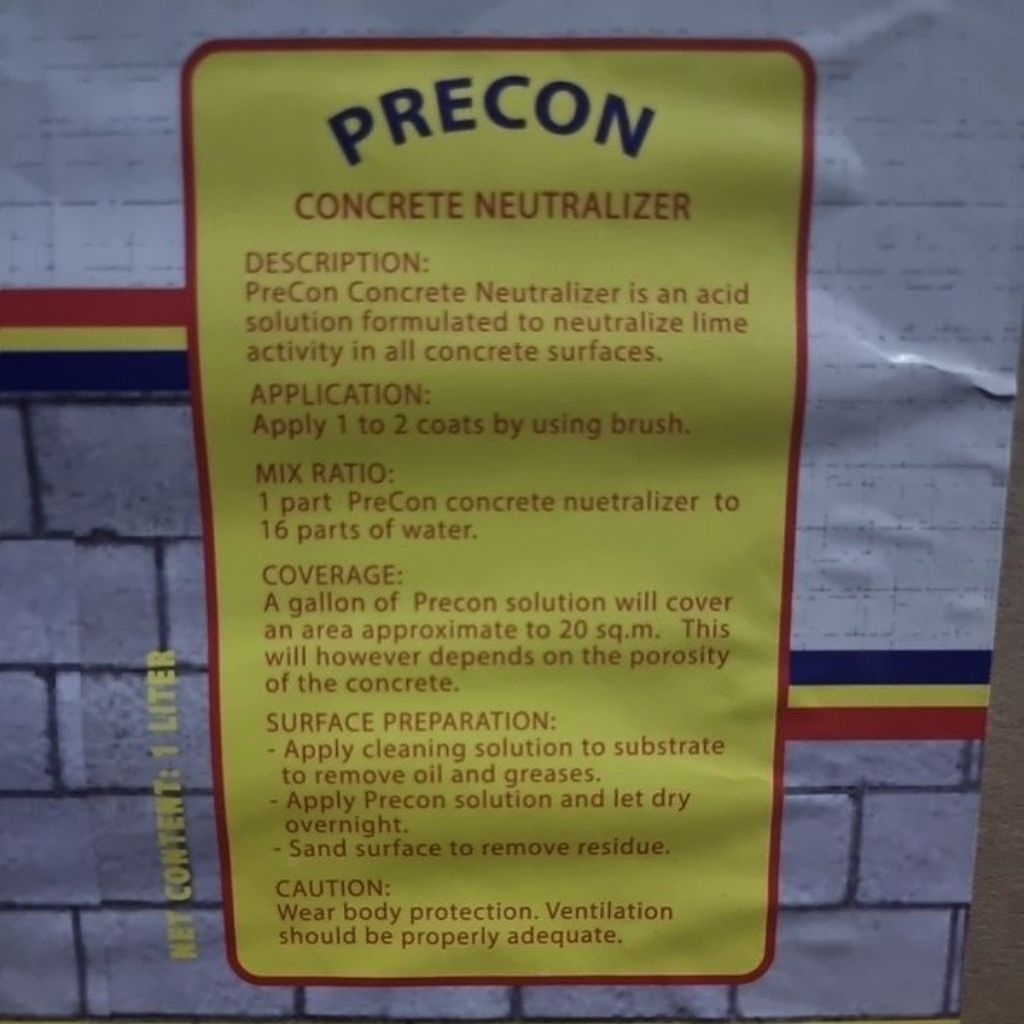 PRECON
CONCRETE NEUTRALIZER
DESCRIPTION:
PreCon Concrete Neutralizer is an acid
solution formulated to neutralize lime
activity in all concrete surfaces.
APPLICATION:
Apply 1 to 2 coats by using brush.
MIX RATIO:
1 part PreCon concrete nuetralizer to
16 parts of water.
COVERAGE:
A gallon of Precon solution will cover
an area approximate to 20 sq.m. This
will however depends on the porosity
of the concrete.
SURFACE PREPARATION:
- Apply cleaning solution to substrate
to remove oil and greases.
- Apply Precon solution and let dry
overnight.
- Sand surface to remove residue.
CAUTION:
Wear body protection. Ventilation
should be properly adequate.
NET CONTENT: 1 LITER